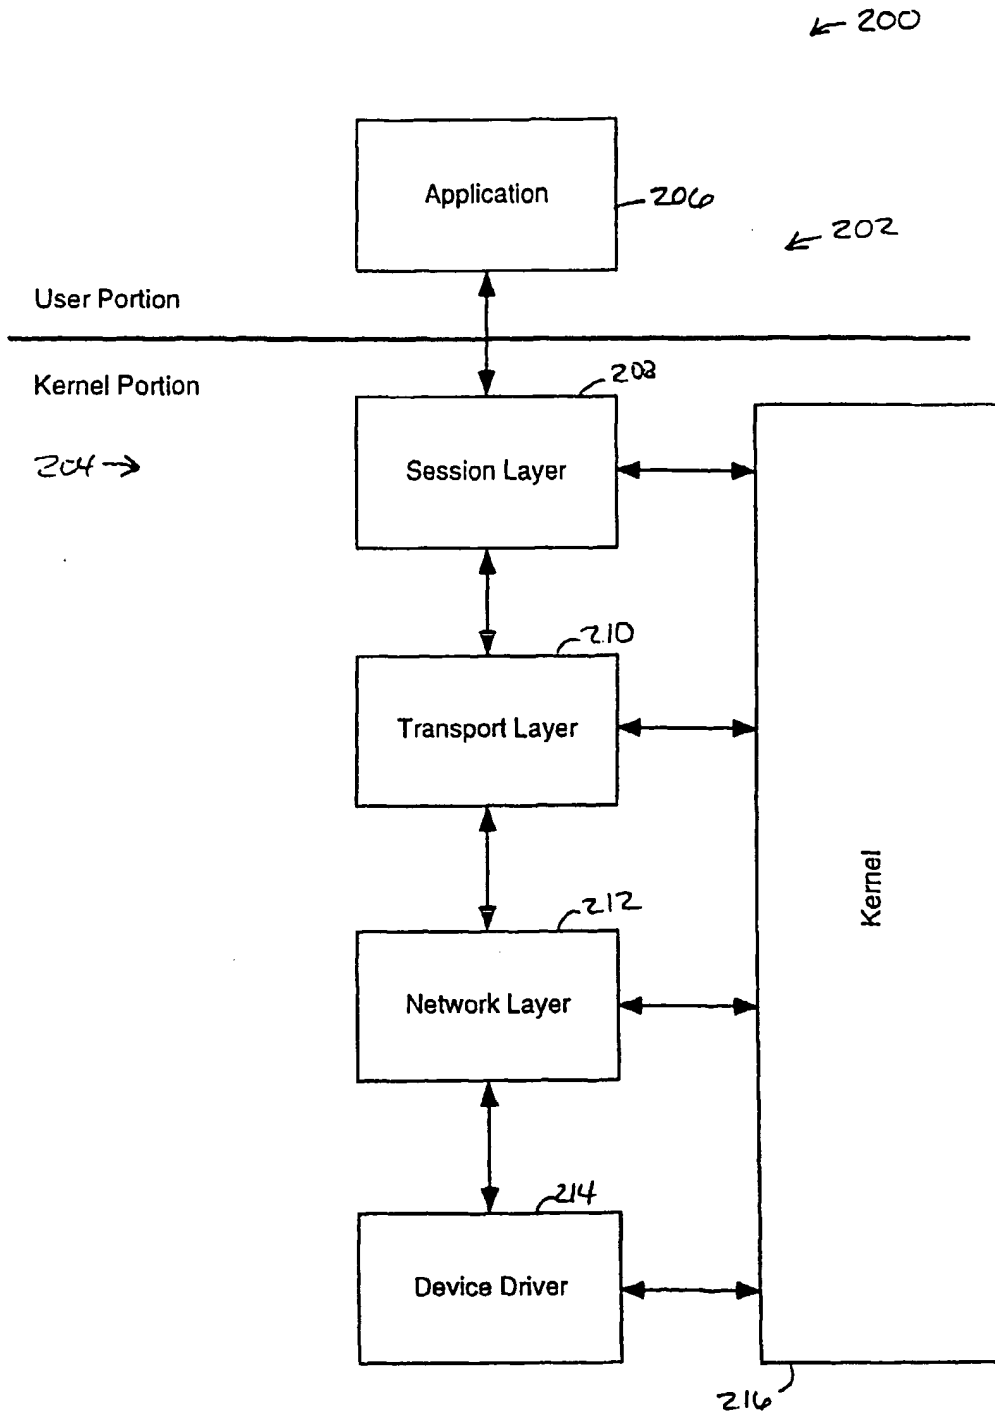 200
Application
206
202
User Portion
Kernel Portion
208
204
Session Layer
210
Transport Layer
Kernel
212
Network Layer
214
Device Driver
216